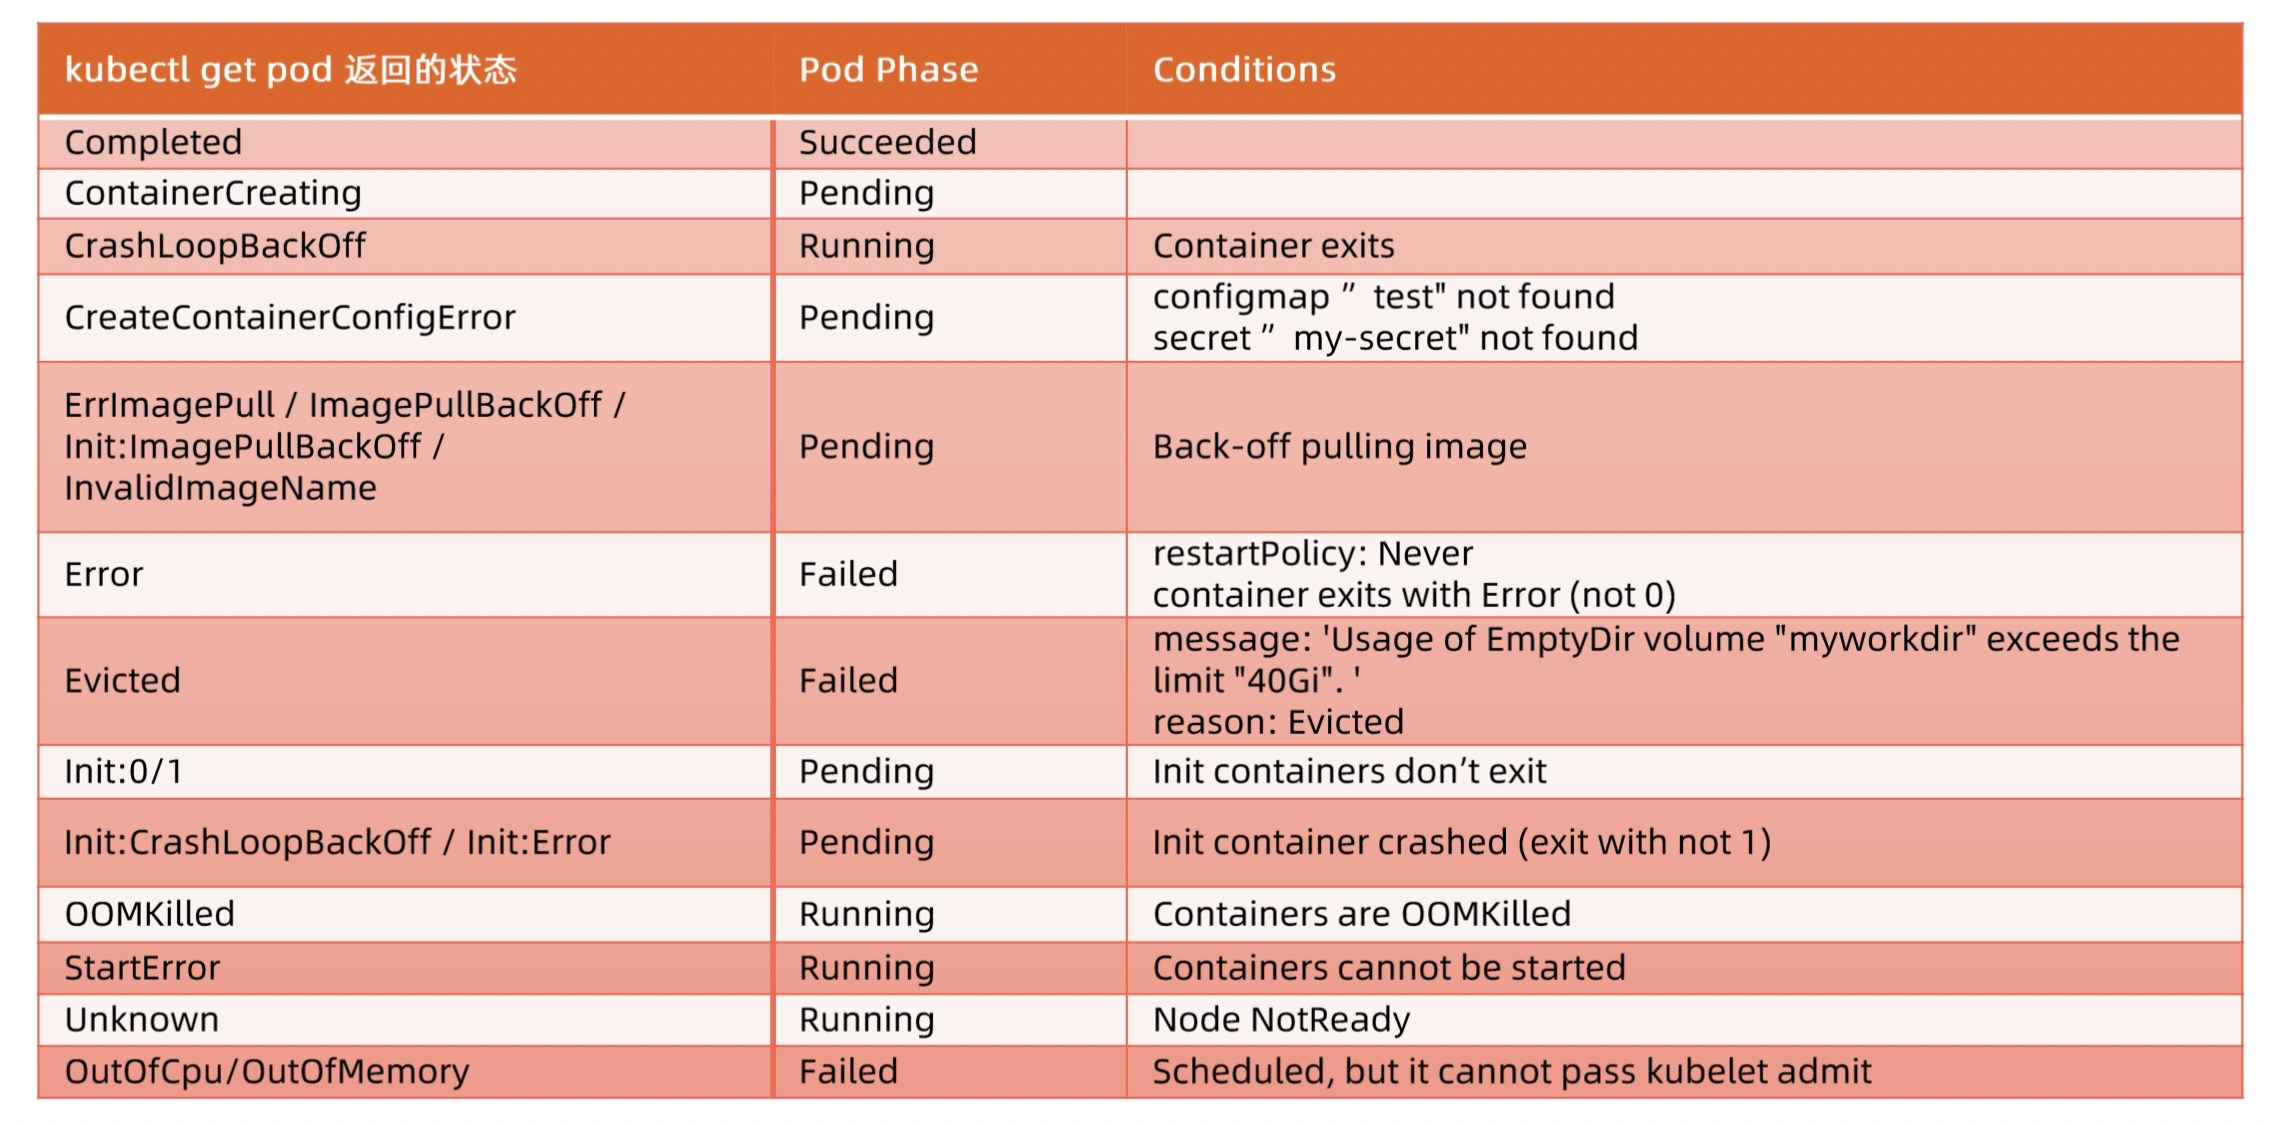 kubectl get pod 返回的状态 Pod Phase Conditions
Completed Succeeded
ContainerCreating Pending
CrashLoopBackOff Running Container exits
CreateContainerConfigError Pending configmap ” test" not found
secret ” my-secret" not found
ErrImagePull / ImagePullBackOff /
Init:ImagePullBackOff /
InvalidImageName
Pending
Back-off pulling image
Error Failed restartPolicy: Never
container exits with Error (not 0)
Evicted Failed message: 'Usage of EmptyDir volume "myworkdir" exceeds the
limit "40Gi". '
reason: Evicted
Init:0/1 Pending Init containers don’t exit
Init:CrashLoopBackOff / Init:Error Pending Init container crashed (exit with not 1)
OOMKilled Running Containers are OOMKilled
StartError Running Containers cannot be started
Unknown Running Node NotReady
OutOfCpu/OutOfMemory Failed Scheduled, but it cannot pass kubelet admit